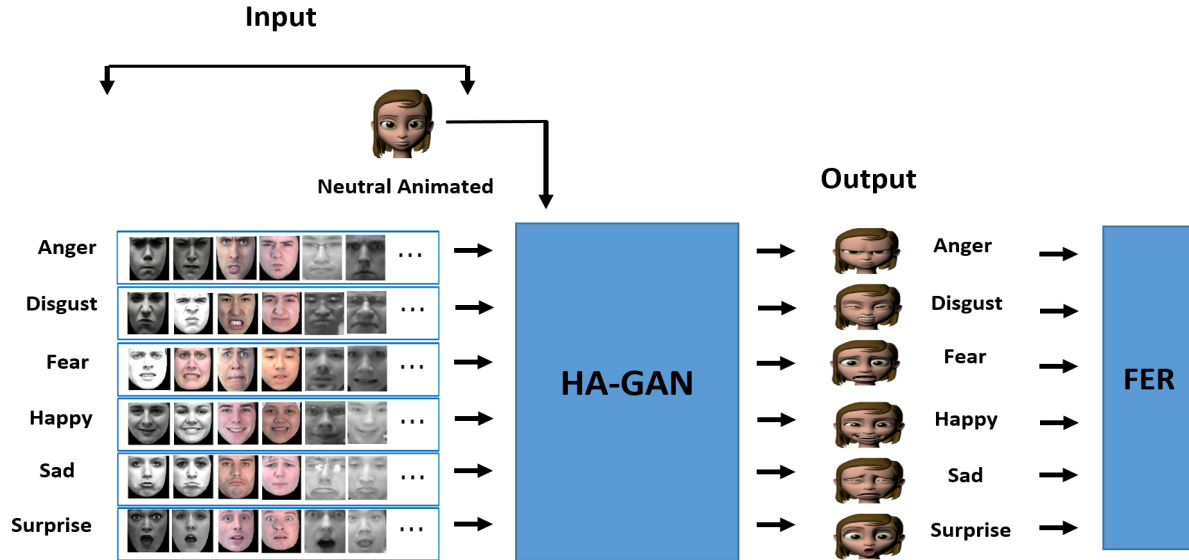 Input
Neutral Animated
Output
Anger
...
Anger
Disgust
...
Disgust
Fear
...
Fear
HA-GAN
FER
Happy
...
Happy
Sad
...
Sad
Surprise
...
Surprise